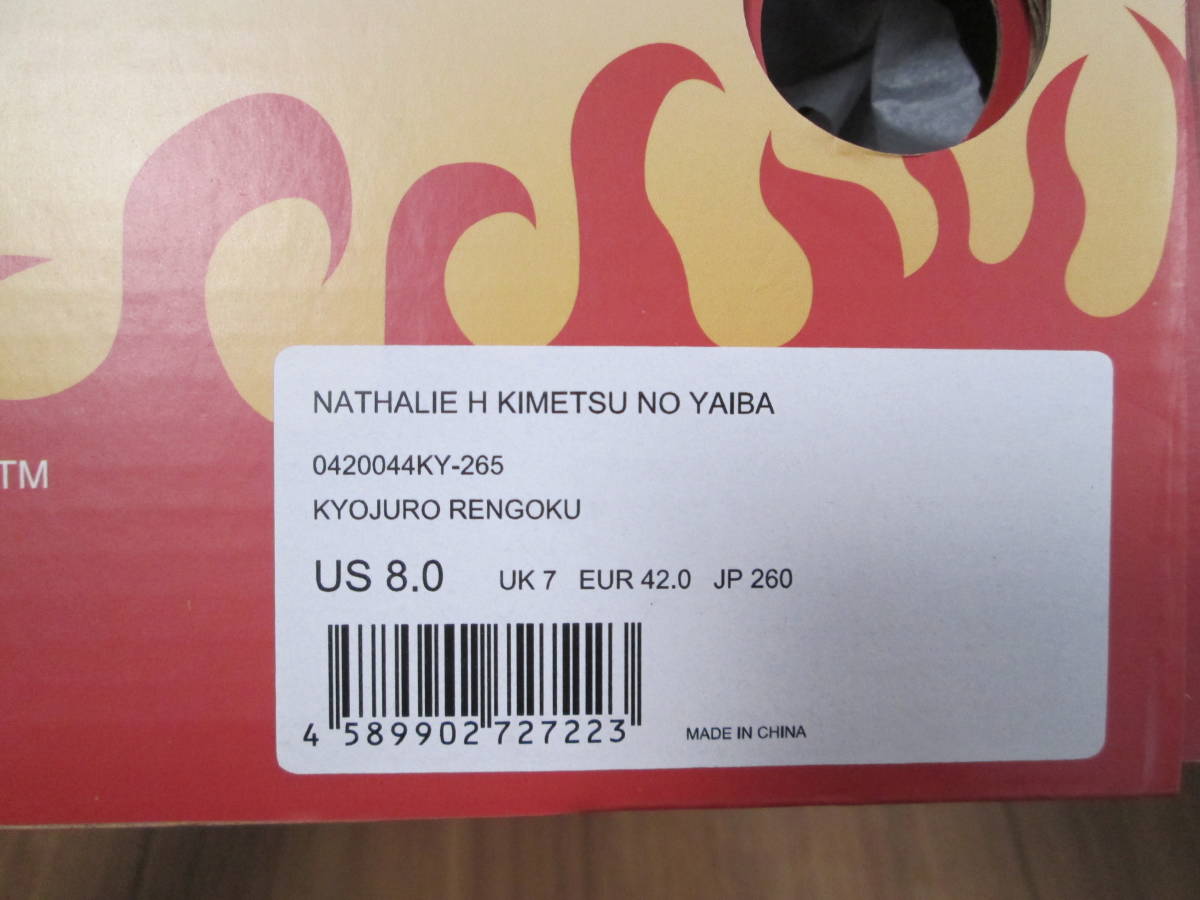 TM
NATHALIE H KIMETSU NO YAIBA
0420044KY-265
KYOJURO RENGOKU
US 8.0 UK 7 EUR 42.0 JP 260
4 589902 727223
MADE IN CHINA